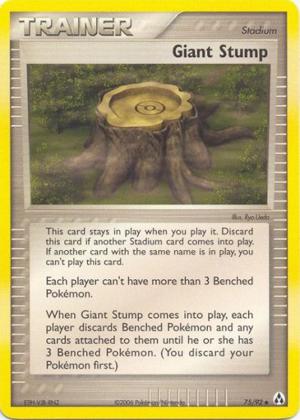 TRAINER
Stadium
Giant Stump
Illus. Ryo Ueda
This card stays in play when you play it. Discard
this card if another Stadium card comes into play.
If another card with the same name is in play, you
can't play this card.
Each player can't have more than 3 Benched
Pokémon.
When Giant Stump comes into play, each
player discards Benched Pokémon and any
cards attached to them until he or she has
3 Benched Pokémon. (You discard your
Pokémon first.)
©2006 Pokémon/Nintendo
75/92